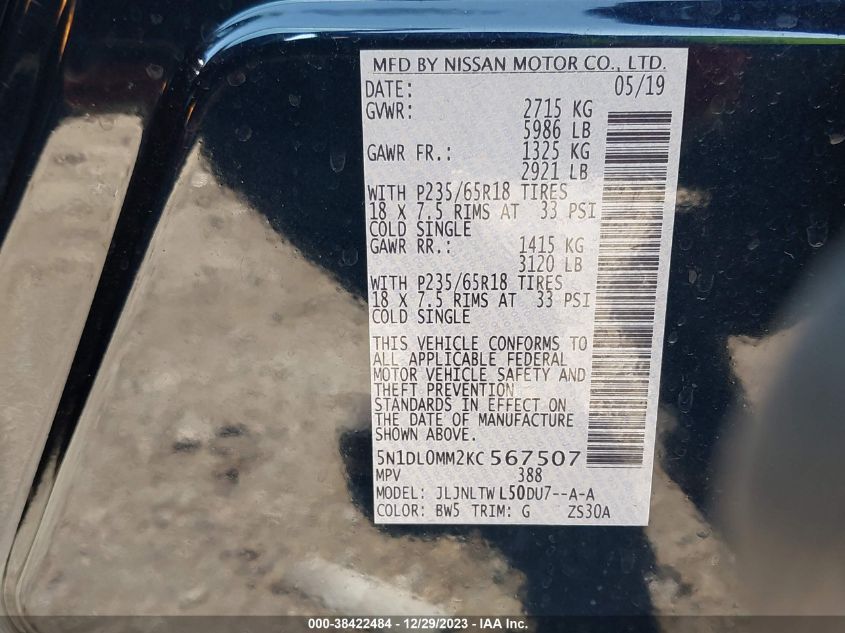 MFD BY NISSAN MOTOR CO., LTD.
DATE: 05/19
GVWR: 2715 KG
5986 LB
GAWR FR.: 1325 KG
2921 LB
WITH P235/65R18 TIRES
18 X 7.5 RIMS AT 33 PSI
COLD SINGLE
GAWR RR.: 1415 KG
3120 LB
WITH P235/65R18 TIRES
18 X 7.5 RIMS AT 33 PSI
COLD SINGLE
THIS VEHICLE CONFORMS TO
ALL APPLICABLE FEDERAL
MOTOR VEHICLE SAFETY AND
THEFT PREVENTION
STANDARDS IN EFFECT ON
THE DATE OF MANUFACTURE
SHOWN ABOVE.
5N1DL0MM2KC 567507
MPV 388
MODEL: JLJNLTW L50DU7--A-A
COLOR: BW5 TRIM: G ZS30A
000-38422484 - 12/29/2023 - IAA Inc.